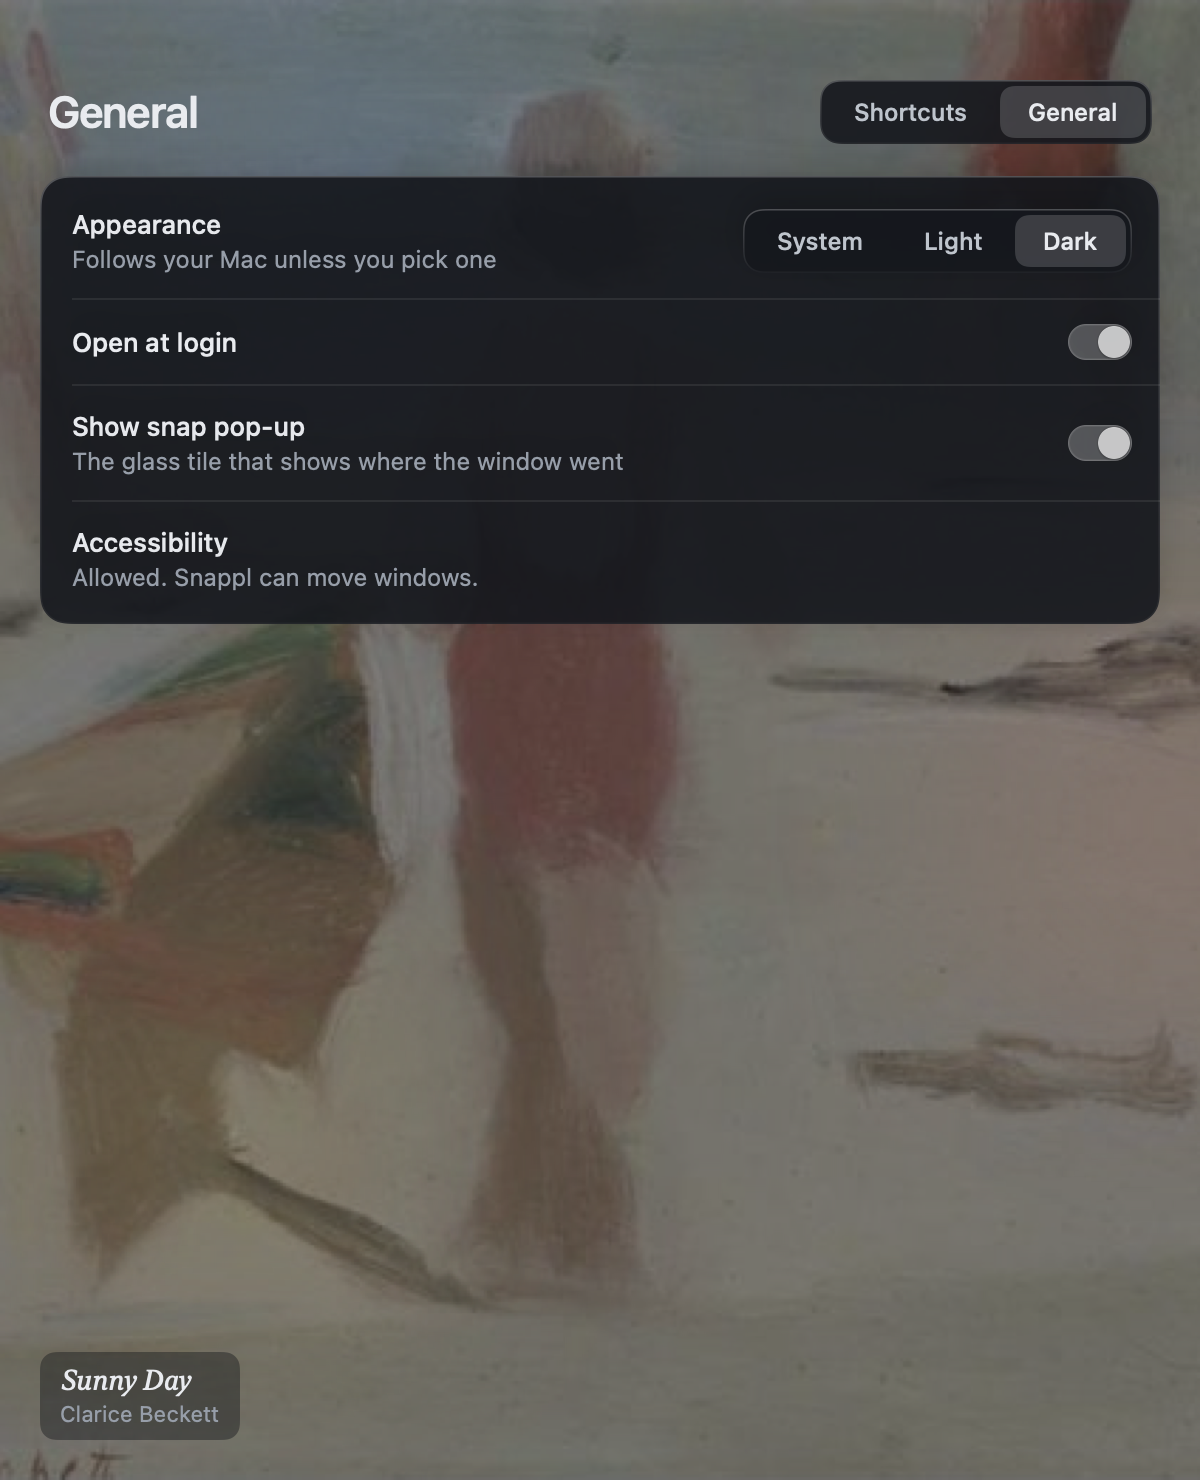 General
Shortcuts
General
Appearance
Follows your Mac unless you pick one
System
Light
Dark
Open at login
Show snap pop-up
The glass tile that shows where the window went
Accessibility
Allowed. Snappl can move windows.
Sunny Day
Clarice Beckett